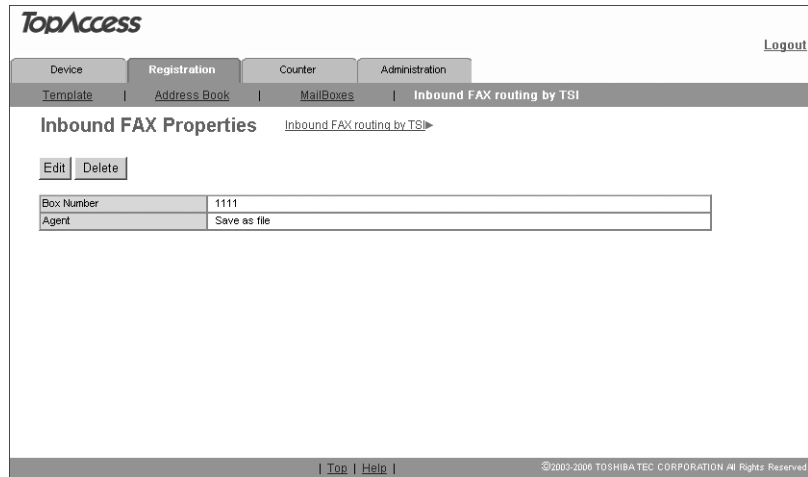 TopAccess
Logout
Device Registration Counter Administration
Template | Address Book | MailBoxes | Inbound FAX routing by TSI
Inbound FAX Properties Inbound FAX routing by TSI▶
Edit Delete
Box Number 1111
Agent Save as file
| Top | Help | ©2003-2006 TOSHIBA TEC CORPORATION All Rights Reserved